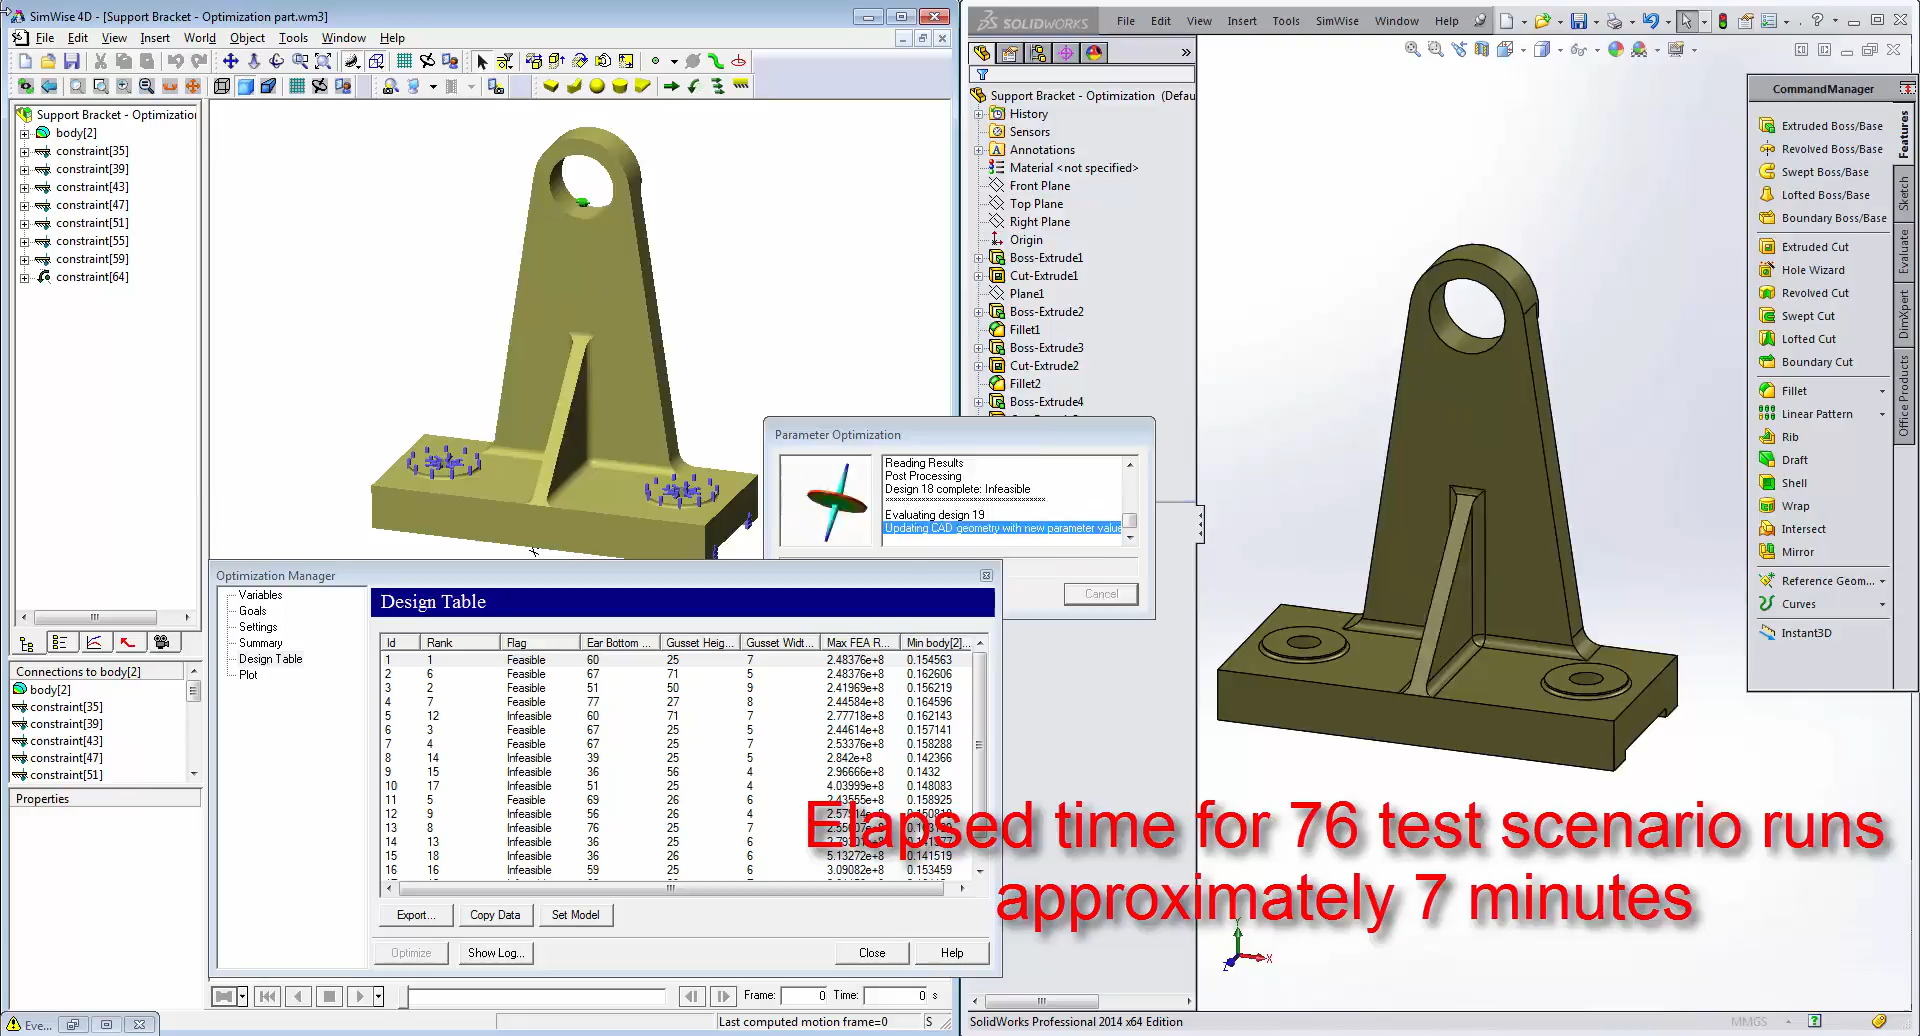 SimWise 4D - [Support Bracket - Optimization part.wm3]
File Edit View Insert World Object Tools Window Help
Support Bracket - Optimization
body[2]
constraint[35]
constraint[39]
constraint[43]
constraint[47]
constraint[51]
constraint[55]
constraint[59]
constraint[64]
Connections to body[2]
body[2]
constraint[35]
constraint[39]
constraint[43]
constraint[47]
constraint[51]
Properties
Eve...
Parameter Optimization
Reading Results
Post Processing
Design 18 complete: Infeasible
Evaluating design 19
Updating CAD geometry with new parameter value
Cancel
Optimization Manager
Variables
Goals
Settings
Summary
Design Table
Plot
Design Table
Id Rank Flag Ear Bottom ... Gusset Heig... Gusset Widt... Max FEA R... Min body[2]...
1 1 Feasible 60 25 7 2.48376e+8 0.154563
2 6 Feasible 67 71 5 2.48376e+8 0.162606
3 2 Feasible 51 50 9 2.41969e+8 0.156219
4 7 Feasible 77 27 8 2.44584e+8 0.164596
5 12 Infeasible 60 71 7 2.77718e+8 0.162143
6 3 Feasible 67 25 5 2.44614e+8 0.157141
7 4 Feasible 67 25 7 2.53376e+8 0.158288
8 14 Infeasible 39 25 5 2.842e+8 0.142366
9 15 Infeasible 36 56 4 2.96666e+8 0.1432
10 17 Infeasible 51 25 4 4.03999e+8 0.148083
11 5 Feasible 69 26 6 2.43555e+8 0.158925
12 9 Infeasible 56 26 6
13 8 Infeasible 76 25 7
14 13 Infeasible 36 25 6
15 18 Infeasible 36 26 6 5.13272e+8 0.141519
16 16 Infeasible 59 25 6 3.09082e+8 0.153459
Export... Copy Data Set Model
Optimize Show Log... Close Help
Frame: 0 Time: 0 s
Last computed motion frame=0 S
SOLIDWORKS File Edit View Insert Tools SimWise Window Help
Support Bracket - Optimization (Defau
History
Sensors
Annotations
Material <not specified>
Front Plane
Top Plane
Right Plane
Origin
Boss-Extrude1
Cut-Extrude1
Plane1
Boss-Extrude2
Fillet1
Boss-Extrude3
Cut-Extrude2
Fillet2
Boss-Extrude4
CommandManager
Extruded Boss/Base
Revolved Boss/Base
Swept Boss/Base
Lofted Boss/Base
Boundary Boss/Base
Extruded Cut
Hole Wizard
Revolved Cut
Swept Cut
Lofted Cut
Boundary Cut
Fillet
Linear Pattern
Rib
Draft
Shell
Wrap
Intersect
Mirror
Reference Geom...
Curves
Instant3D
Features
Sketch
Evaluate
DimXpert
Office Products
Elapsed time for 76 test scenario runs
approximately 7 minutes
Y
X
Z
SolidWorks Professional 2014 x64 Edition
MMGS